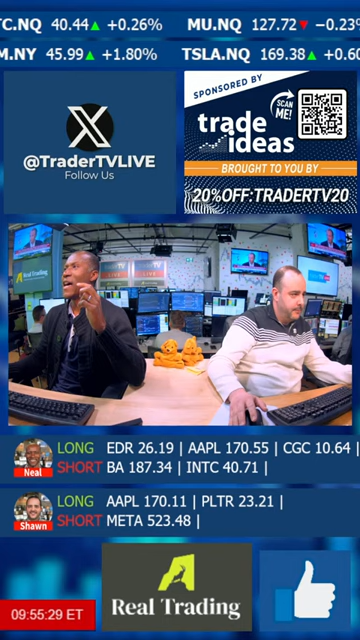 TC.NQ 40.44▲ +0.26% MU.NQ 127.72▼ −0.23%
M.NY 45.99▲ +1.80% TSLA.NQ 169.38▲ +0.60
@TraderTVLIVE
Follow Us
SPONSORED BY
SCAN
ME!
trade
ideas
BROUGHT TO YOU BY
20%OFF:TRADERTV20
Real Trading
LIVE
LONG EDR 26.19 | AAPL 170.55 | CGC 10.64 |
SHORT BA 187.34 | INTC 40.71 |
Neal
LONG AAPL 170.11 | PLTR 23.21 |
SHORT META 523.48 |
Shawn
09:55:29 ET
Real Trading